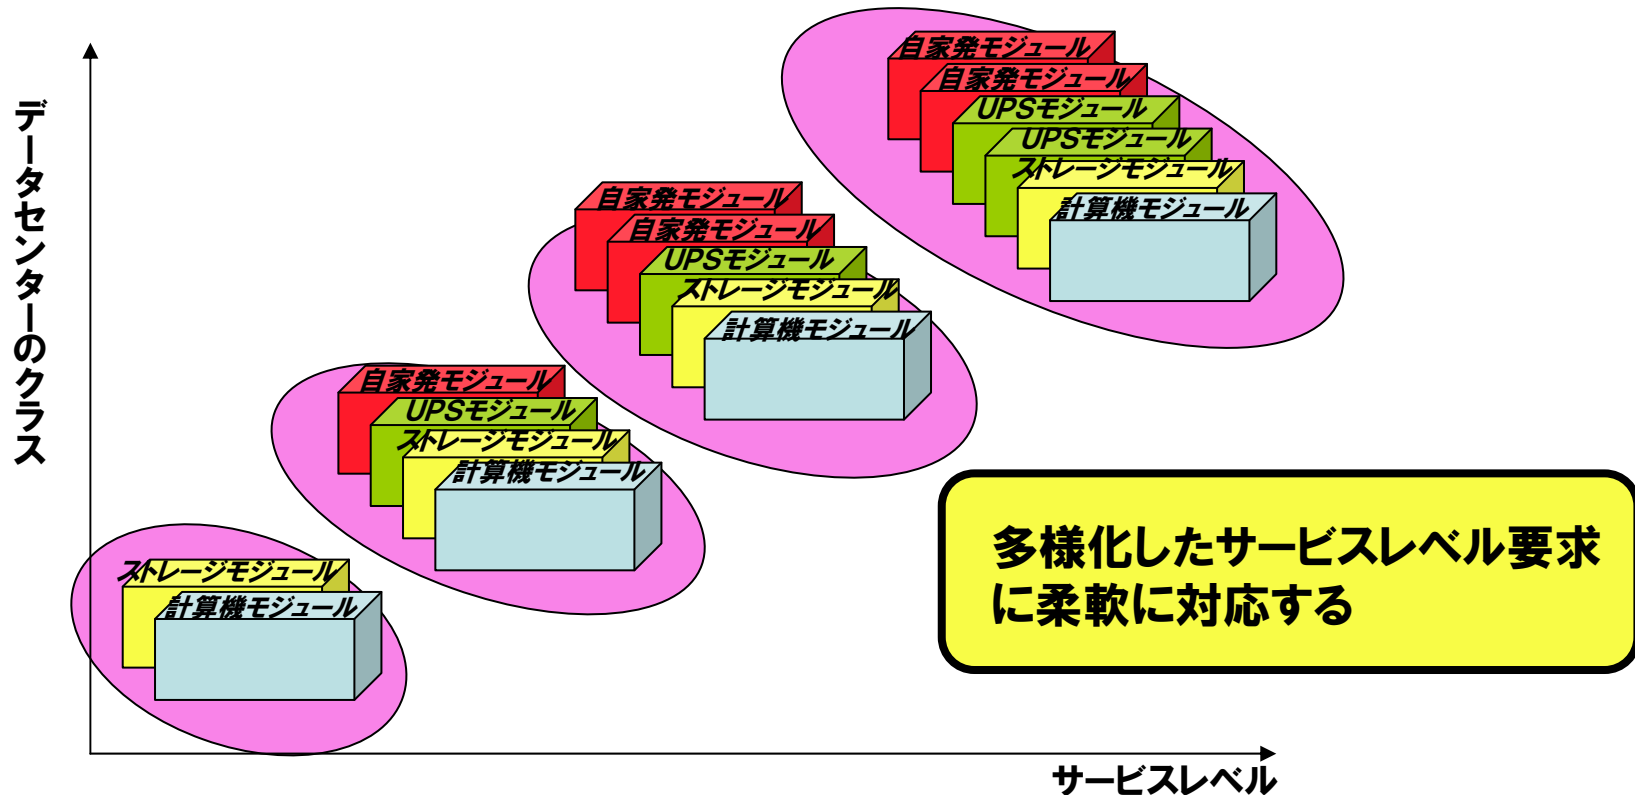 データセンターのクラス
自家発モジュール
自家発モジュール
UPSモジュール
UPSモジュール
ストレージモジュール
計算機モジュール
自家発モジュール
自家発モジュール
UPSモジュール
ストレージモジュール
計算機モジュール
自家発モジュール
UPSモジュール
ストレージモジュール
計算機モジュール
ストレージモジュール
計算機モジュール
多様化したサービスレベル要求
に柔軟に対応する
サービスレベル